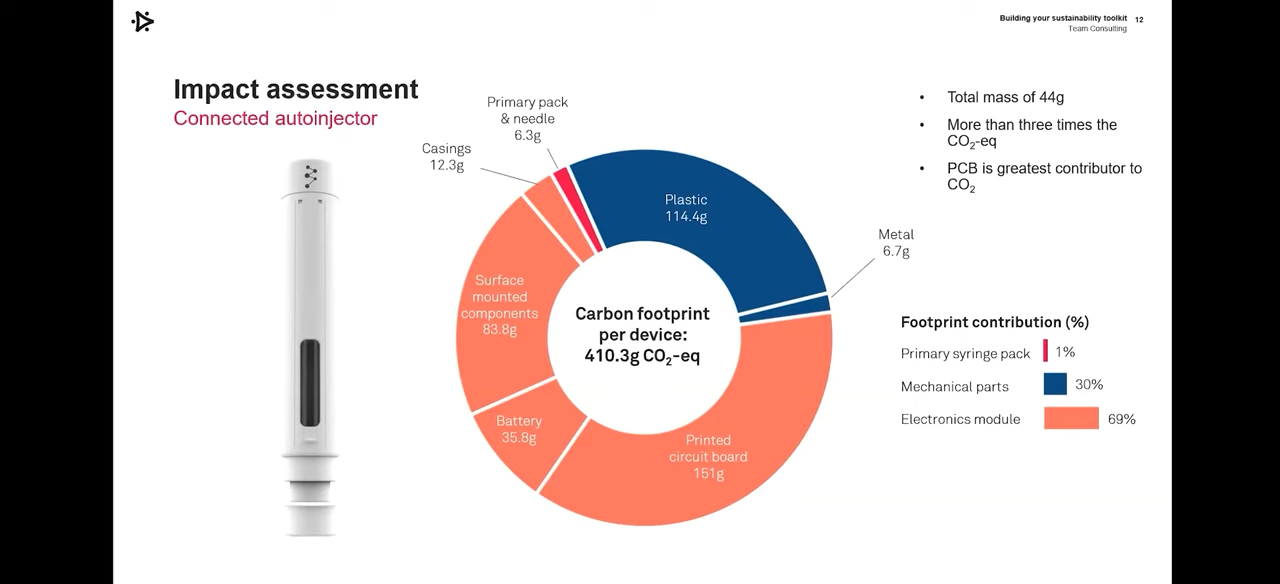 Building your sustainability toolkit 12
Team Consulting
Impact assessment
Connected autoinjector
Primary pack
& needle
6.3g
Casings
12.3g
Plastic
114.4g
Metal
6.7g
Surface
mounted
components
83.8g
Carbon footprint
per device:
410.3g CO₂-eq
Battery
35.8g
Printed
circuit board
151g
• Total mass of 44g
• More than three times the
CO₂-eq
• PCB is greatest contributor to
CO₂
Footprint contribution (%)
Primary syringe pack 1%
Mechanical parts 30%
Electronics module 69%